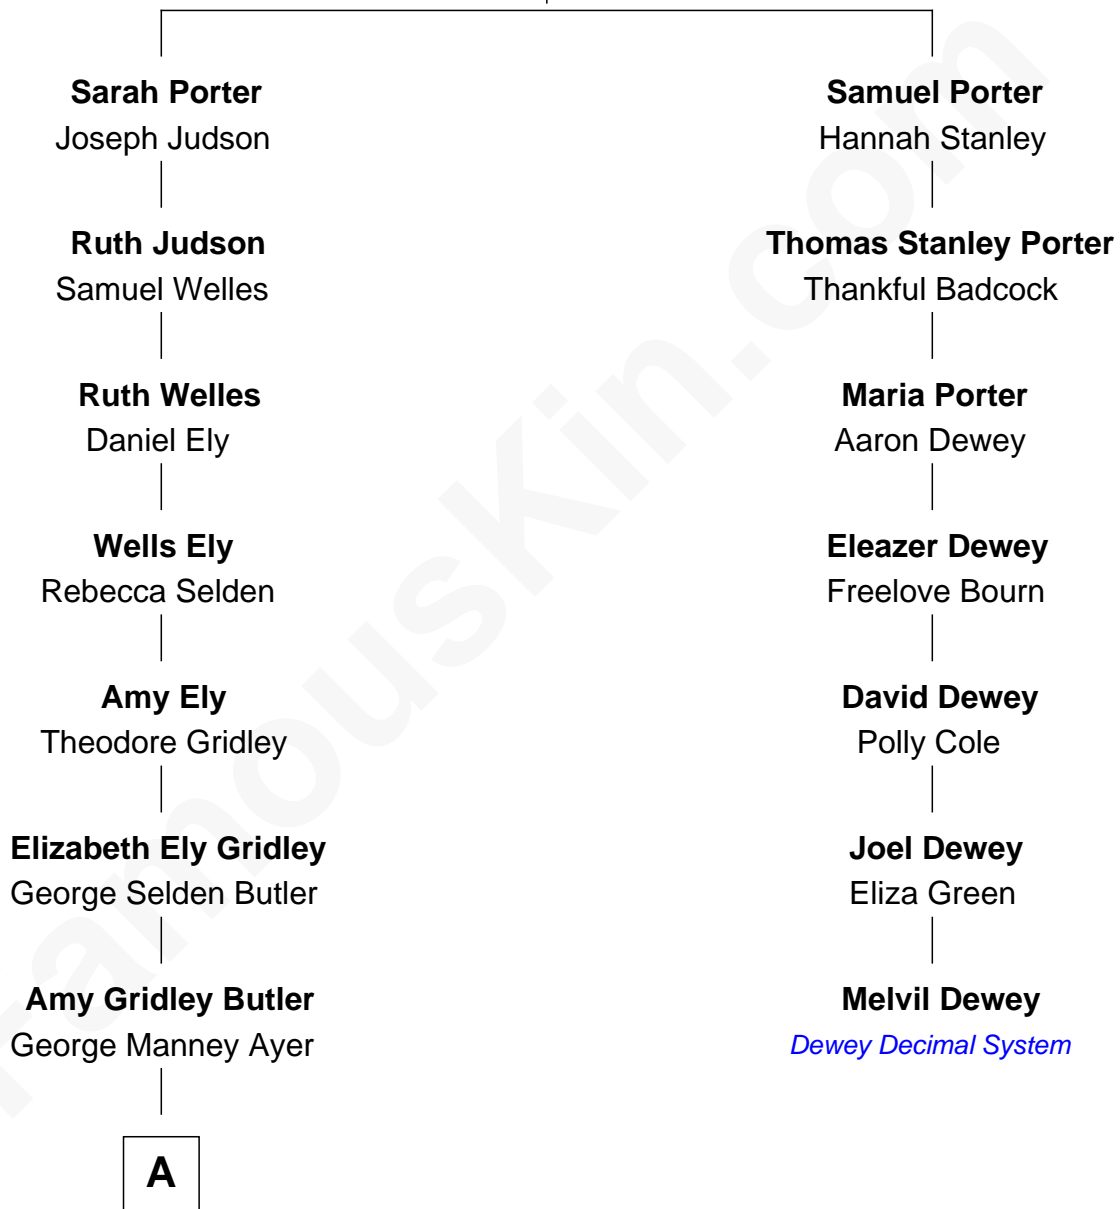 Sarah Porter
Joseph Judson
Samuel Porter
Hannah Stanley
Ruth Judson
Samuel Welles
Thomas Stanley Porter
Thankful Badcock
Ruth Welles
Daniel Ely
Maria Porter
Aaron Dewey
Wells Ely
Rebecca Selden
Eleazer Dewey
Freelove Bourn
Amy Ely
Theodore Gridley
David Dewey
Polly Cole
Elizabeth Ely Gridley
George Selden Butler
Joel Dewey
Eliza Green
Amy Gridley Butler
George Manney Ayer
Melvil Dewey
Dewey Decimal System
A
FamousKin.com